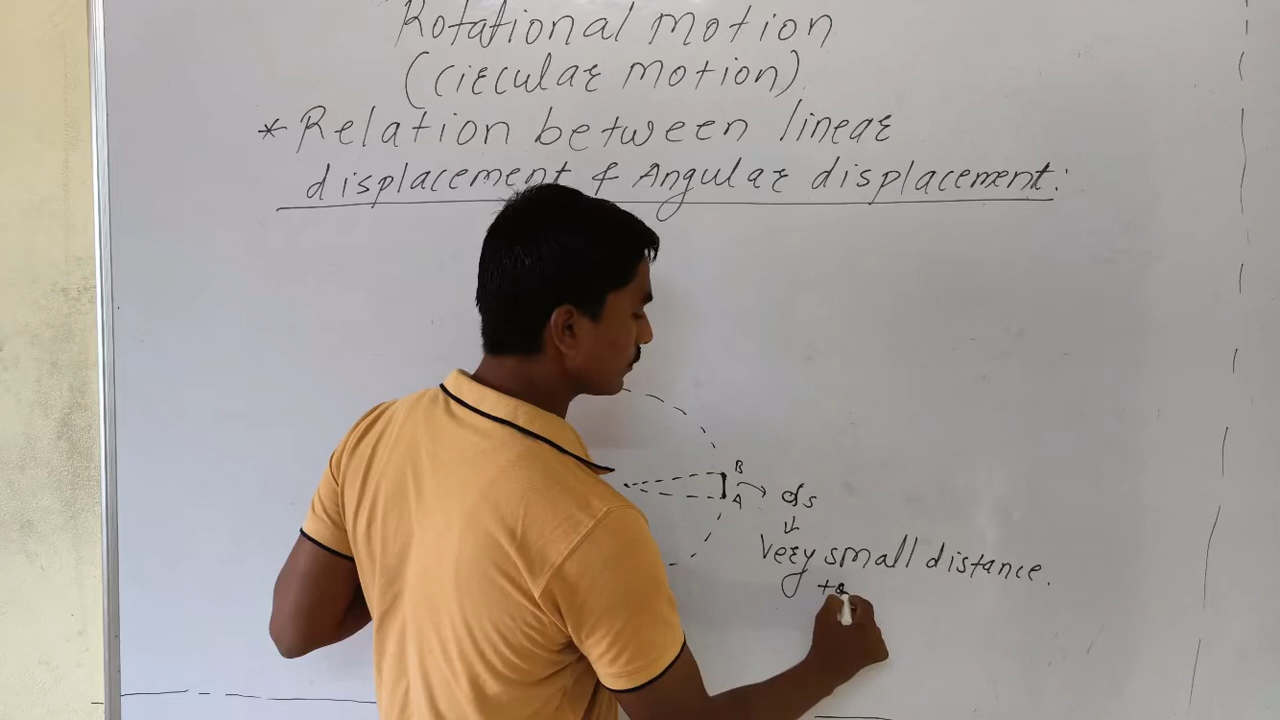 Rotational motion
(circular motion)
* Relation between linear
displacement & Angular displacement:
B
A
ds
Very small distance.